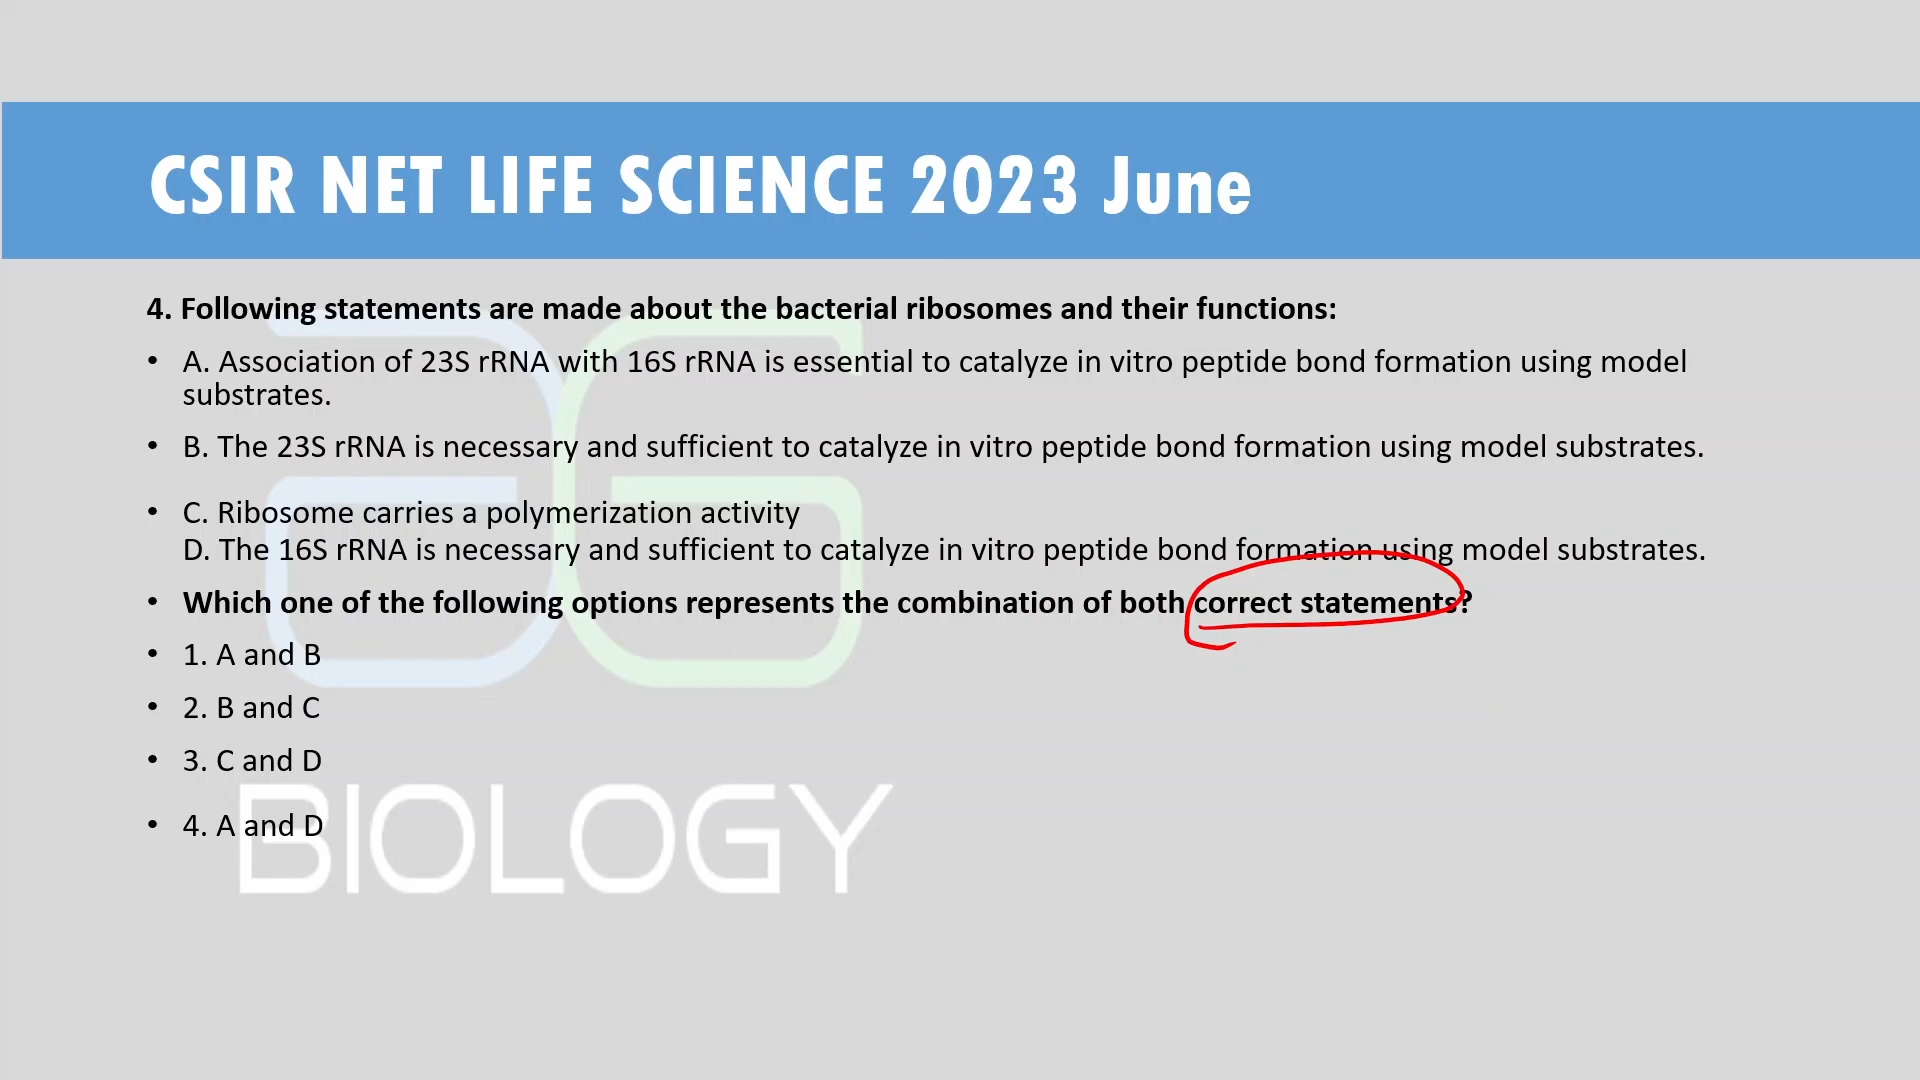 CSIR NET LIFE SCIENCE 2023 June
4. Following statements are made about the bacterial ribosomes and their functions:
• A. Association of 23S rRNA with 16S rRNA is essential to catalyze in vitro peptide bond formation using model
substrates.
• B. The 23S rRNA is necessary and sufficient to catalyze in vitro peptide bond formation using model substrates.
• C. Ribosome carries a polymerization activity
D. The 16S rRNA is necessary and sufficient to catalyze in vitro peptide bond formation using model substrates.
• Which one of the following options represents the combination of both correct statements?
• 1. A and B
• 2. B and C
• 3. C and D
• 4. A and D
BIOLOGY